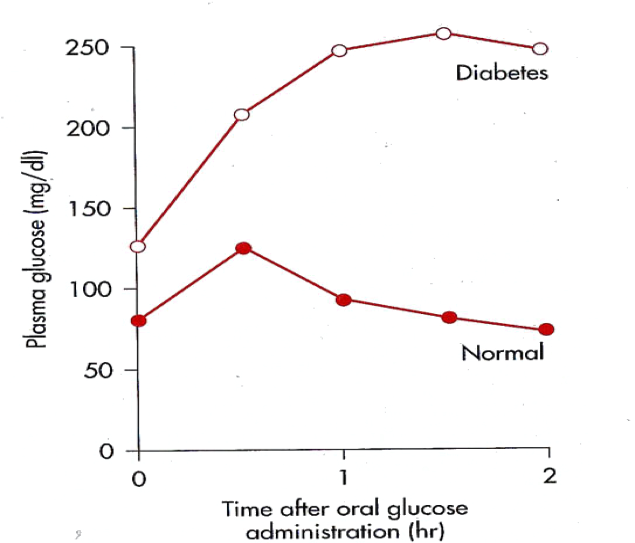 250
200
150
100
50
0
Plasma glucose (mg/dl)
Diabetes
Normal
0 1 2
Time after oral glucose
administration (hr)